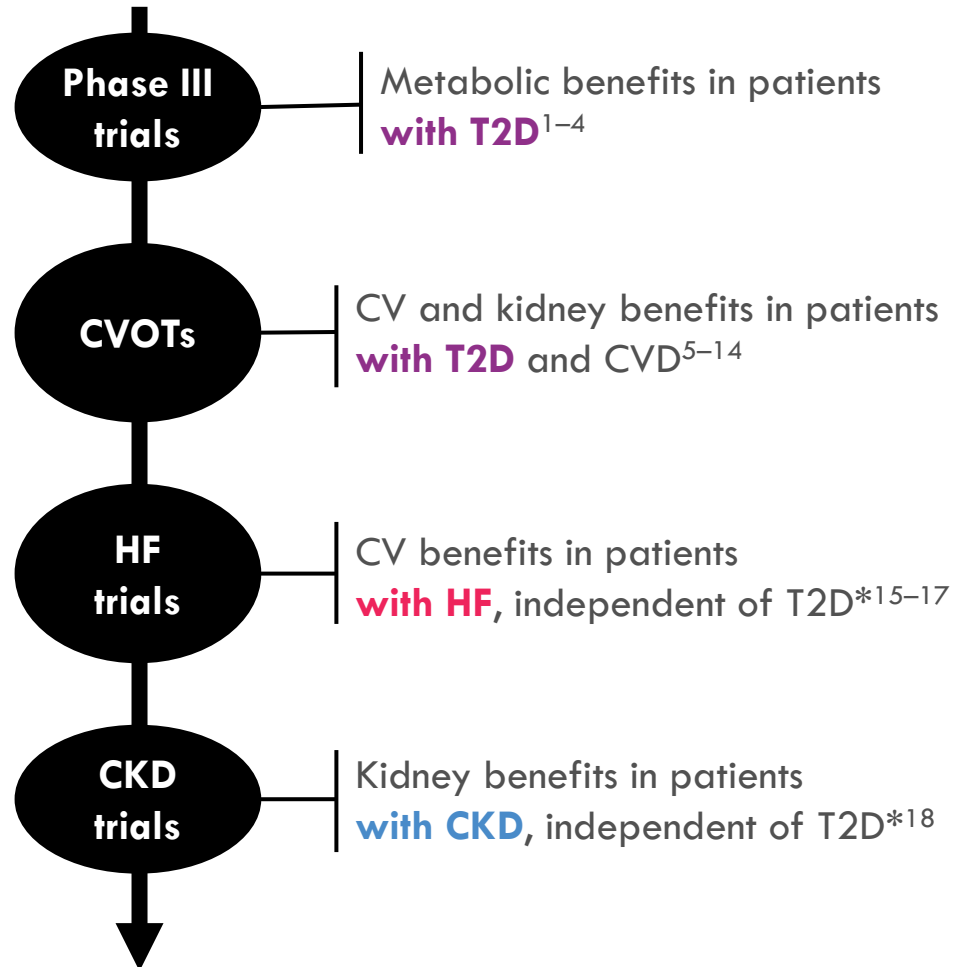 Phase III
trials
Metabolic benefits in patients
with T2D¹⁻⁴
CVOTs
CV and kidney benefits in patients
with T2D and CVD⁵⁻¹⁴
HF
trials
CV benefits in patients
with HF, independent of T2D*¹⁵⁻¹⁷
CKD
trials
Kidney benefits in patients
with CKD, independent of T2D*¹⁸